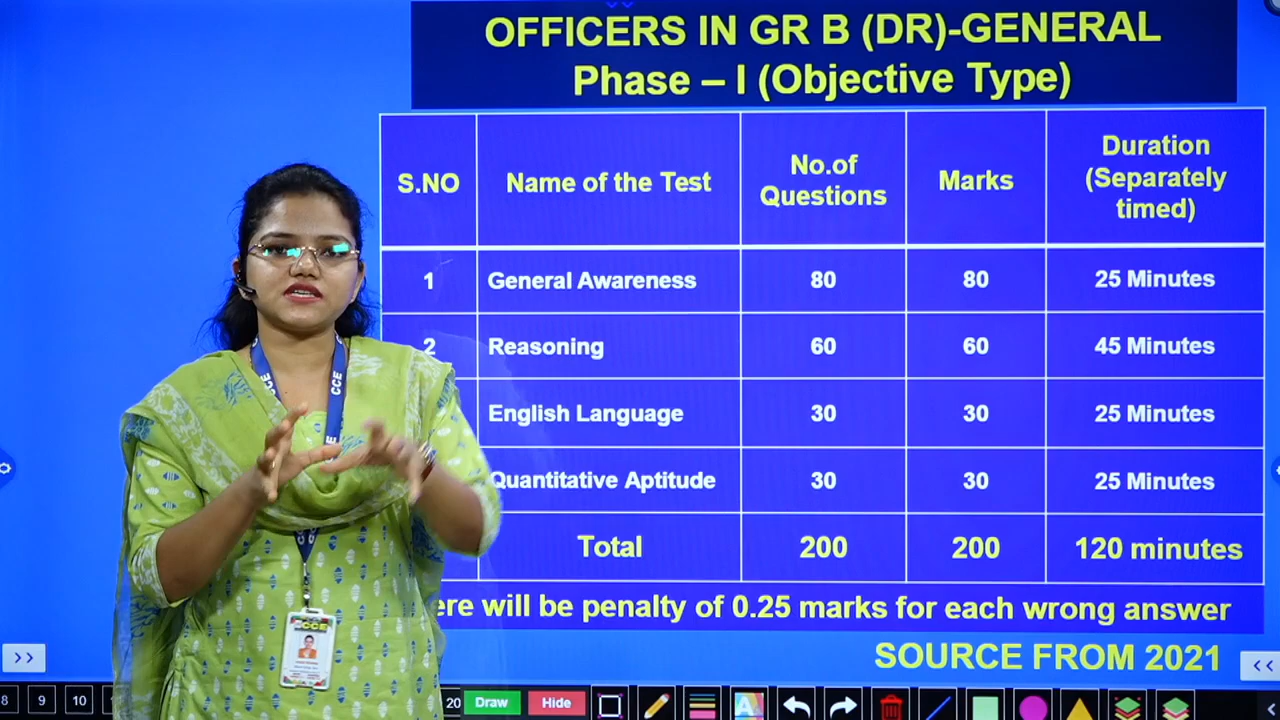 OFFICERS IN GR B (DR)-GENERAL
Phase – I (Objective Type)
S.NO Name of the Test No.of Questions Marks Duration (Separately timed)
1 General Awareness 80 80 25 Minutes
2 Reasoning 60 60 45 Minutes
English Language 30 30 25 Minutes
Quantitative Aptitude 30 30 25 Minutes
Total 200 200 120 minutes
ere will be penalty of 0.25 marks for each wrong answer
SOURCE FROM 2021
CCE
CCE
8 9 10 20 Draw Hide